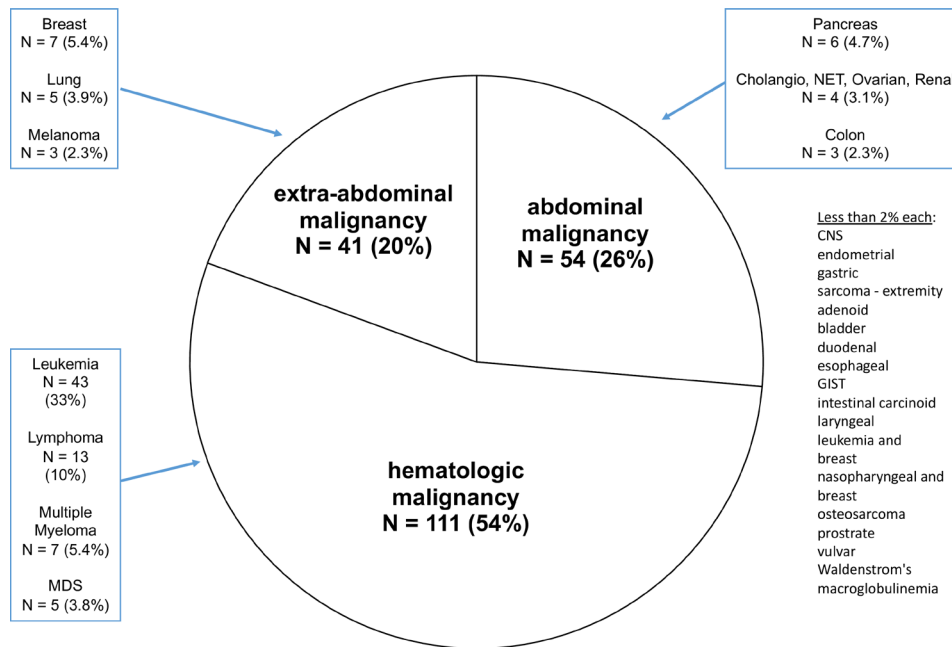 Breast
N = 7 (5.4%)
Lung
N = 5 (3.9%)
Melanoma
N = 3 (2.3%)
Pancreas
N = 6 (4.7%)
Cholangio, NET, Ovarian, Rena
N = 4 (3.1%)
Colon
N = 3 (2.3%)
extra-abdominal
malignancy
N = 41 (20%)
abdominal
malignancy
N = 54 (26%)
Less than 2% each:
CNS
endometrial
gastric
sarcoma - extremity
adenoid
bladder
duodenal
esophageal
GIST
intestinal carcinoid
laryngeal
leukemia and
breast
nasopharyngeal and
breast
osteosarcoma
prostrate
vulvar
Waldenstrom's
macroglobulinemia
Leukemia
N = 43
(33%)
Lymphoma
N = 13
(10%)
Multiple
Myeloma
N = 7 (5.4%)
MDS
N = 5 (3.8%)
hematologic
malignancy
N = 111 (54%)